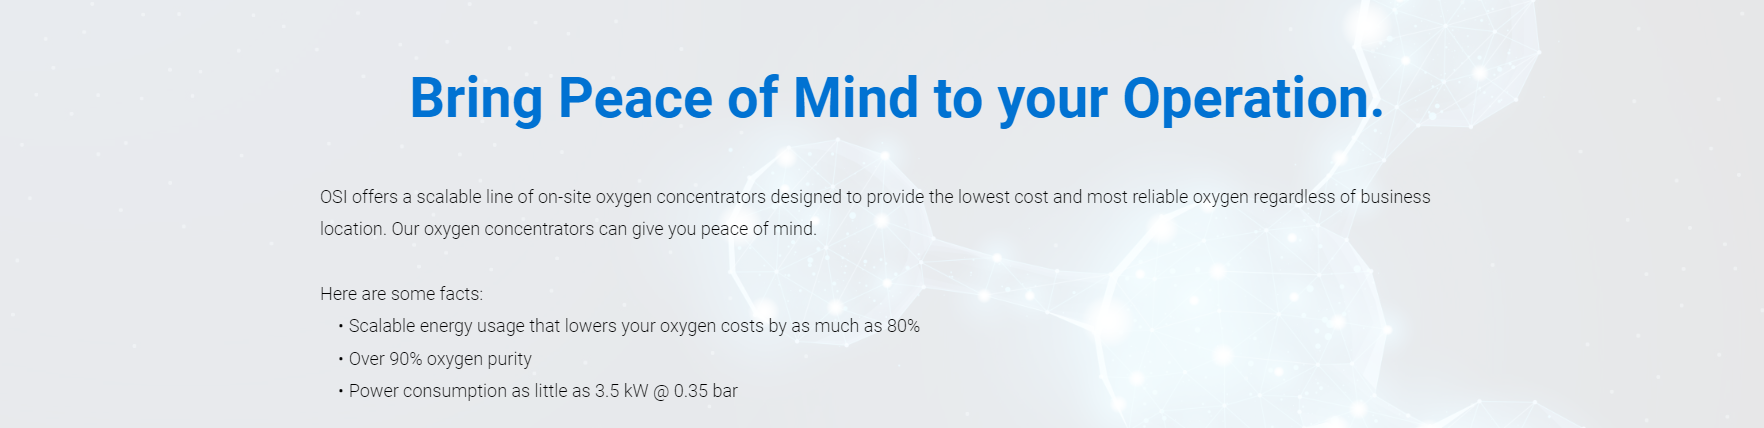 Bring Peace of Mind to your Operation.
OSI offers a scalable line of on-site oxygen concentrators designed to provide the lowest cost and most reliable oxygen regardless of business
location. Our oxygen concentrators can give you peace of mind.
Here are some facts:
• Scalable energy usage that lowers your oxygen costs by as much as 80%
• Over 90% oxygen purity
• Power consumption as little as 3.5 kW @ 0.35 bar